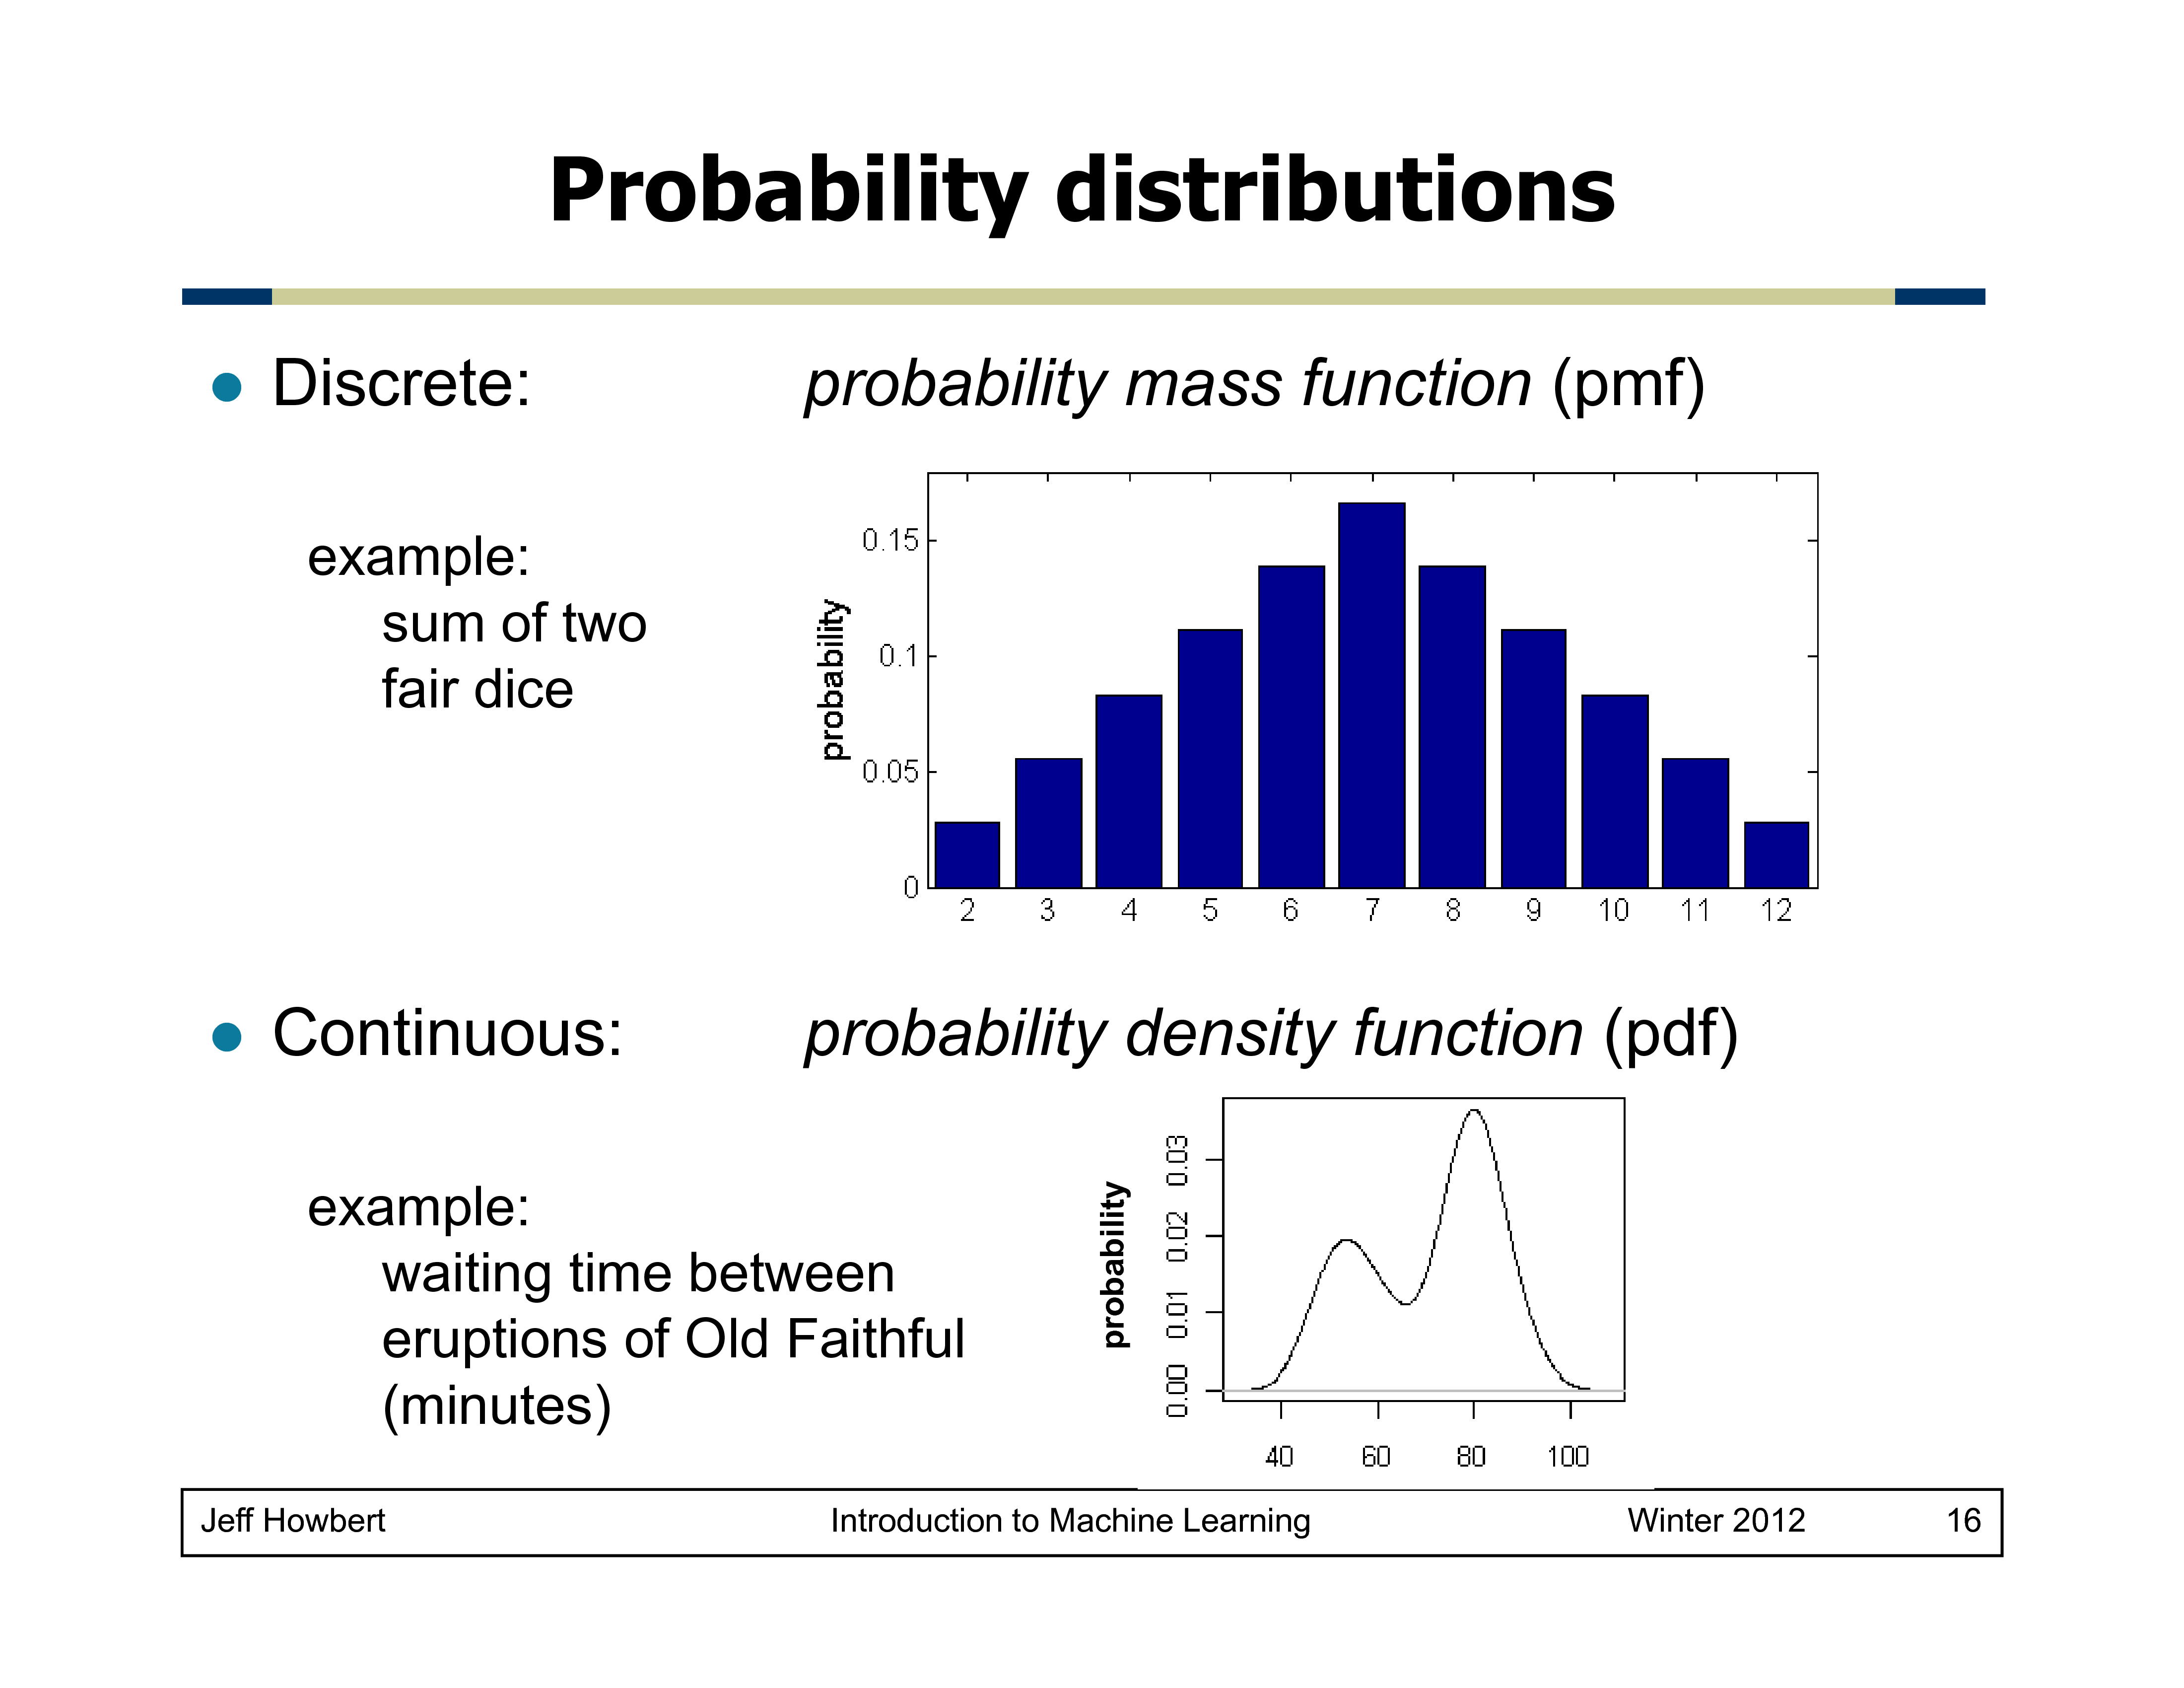 Probability distributions
Discrete: probability mass function (pmf)
example:
sum of two
fair dice
probability
0.15
0.1
0.05
0
2 3 4 5 6 7 8 9 10 11 12
Continuous: probability density function (pdf)
example:
waiting time between
eruptions of Old Faithful
(minutes)
probability
0.03
0.02
0.01
0.00
40 60 80 100
Jeff Howbert Introduction to Machine Learning Winter 2012 16